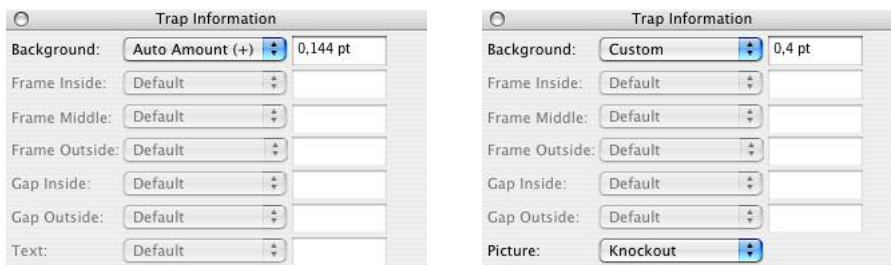 Trap Information
Background: Auto Amount (+) 0,144 pt
Frame Inside: Default
Frame Middle: Default
Frame Outside: Default
Gap Inside: Default
Gap Outside: Default
Text: Default
Trap Information
Background: Custom 0,4 pt
Frame Inside: Default
Frame Middle: Default
Frame Outside: Default
Gap Inside: Default
Gap Outside: Default
Picture: Knockout